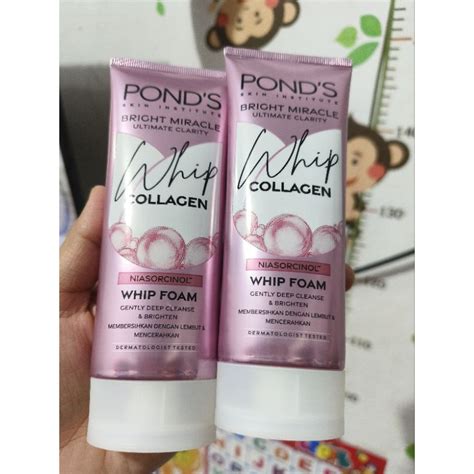 POND'S
SKIN INSTITUTE
BRIGHT MIRACLE
ULTIMATE CLARITY
Whip
COLLAGEN
NIASORCINOL™
WHIP FOAM
GENTLY DEEP CLEANSE
& BRIGHTEN
MEMBERSIHKAN DENGAN LEMBUT &
MENCERAHKAN
DERMATOLOGIST TESTED
POND'S
SKIN INSTITUTE
BRIGHT MIRACLE
ULTIMATE CLARITY
Whip
COLLAGEN
NIASORCINOL™
WHIP FOAM
GENTLY DEEP CLEANSE
& BRIGHTEN
MEMBERSIHKAN DENGAN LEMBUT &
MENCERAHKAN
DERMATOLOGIST TESTED
140
130